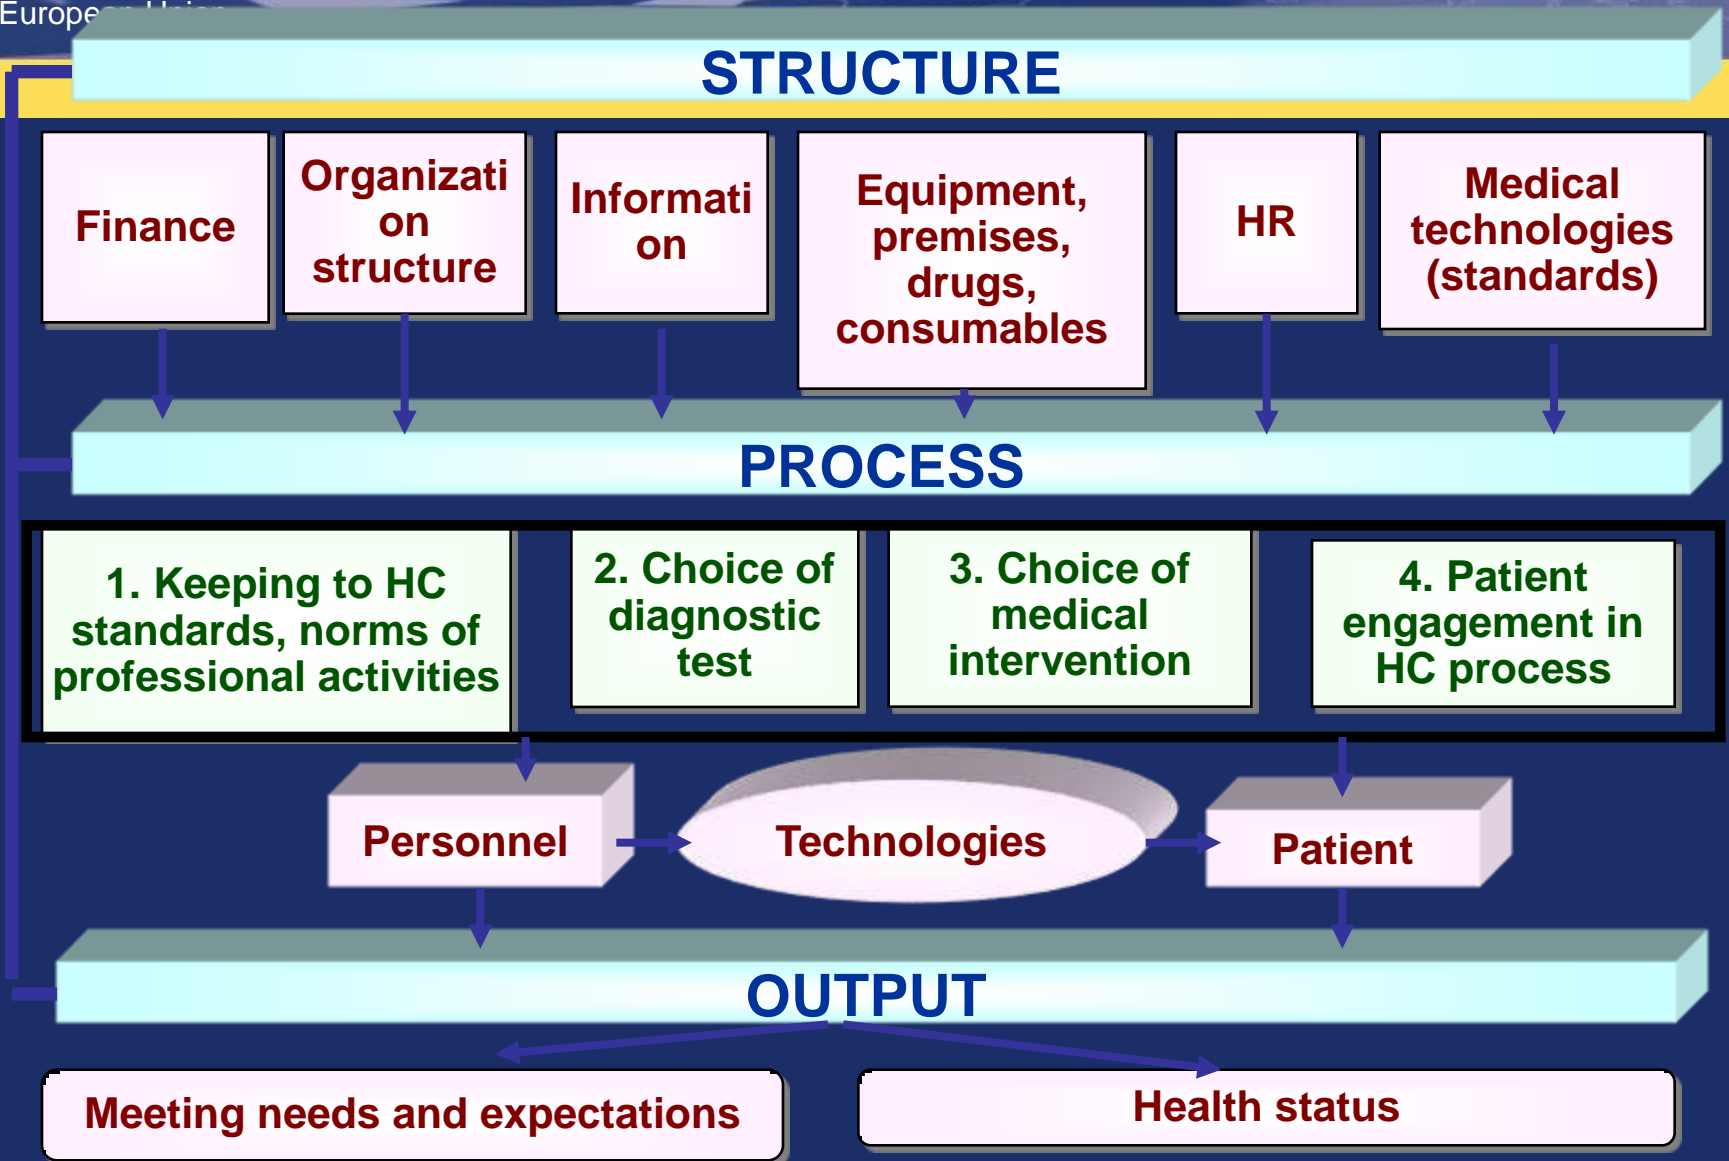 European Union
STRUCTURE
Finance
Organizati
on
structure
Informati
on
Equipment,
premises,
drugs,
consumables
HR
Medical
technologies
(standards)
PROCESS
1. Keeping to HC
standards, norms of
professional activities
2. Choice of
diagnostic
test
3. Choice of
medical
intervention
4. Patient
engagement in
HC process
Personnel
Technologies
Patient
OUTPUT
Meeting needs and expectations
Health status